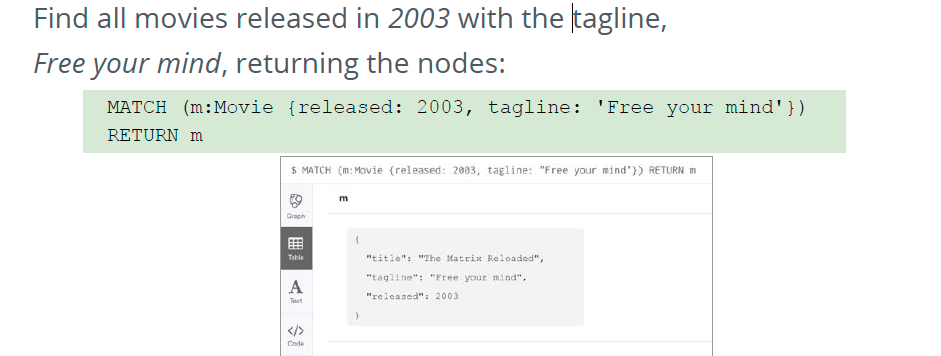 Find all movies released in 2003 with the tagline,
Free your mind, returning the nodes:
MATCH (m:Movie {released: 2003, tagline: 'Free your mind'})
RETURN m
$ MATCH (m:Movie {released: 2003, tagline: "Free your mind"}) RETURN m
Graph
Table
Text
Code
m
{
"title": "The Matrix Reloaded",
"tagline": "Free your mind",
"released": 2003
}